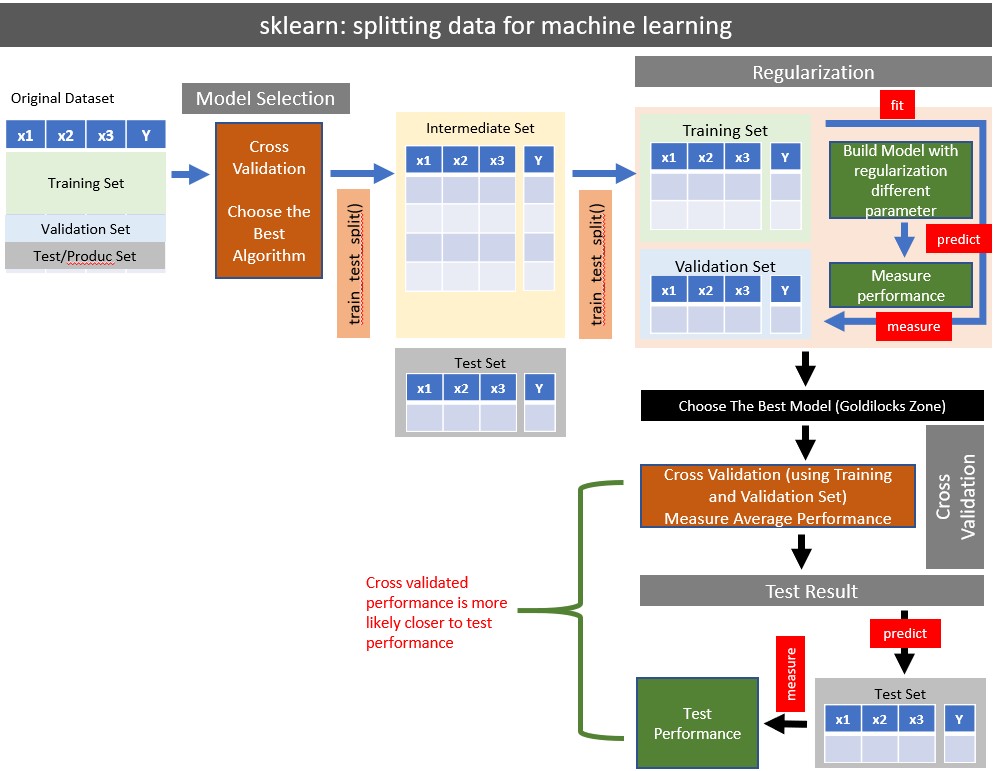 sklearn: splitting data for machine learning
Original Dataset
x1 x2 x3 Y
Training Set
Validation Set
Test/Produc Set
Model Selection
Cross
Validation
Choose the
Best
Algorithm
train_test_split()
Intermediate Set
x1 x2 x3 Y
Test Set
x1 x2 x3 Y
train_test_split()
Regularization
fit
Training Set
x1 x2 x3 Y
Build Model with
regularization
different
parameter
predict
Validation Set
x1 x2 x3 Y
Measure
performance
measure
Choose The Best Model (Goldilocks Zone)
Cross Validation (using Training
and Validation Set)
Measure Average Performance
Cross
Validation
Cross validated
performance is more
likely closer to test
performance
Test Result
predict
measure
Test
Performance
Test Set
x1 x2 x3 Y